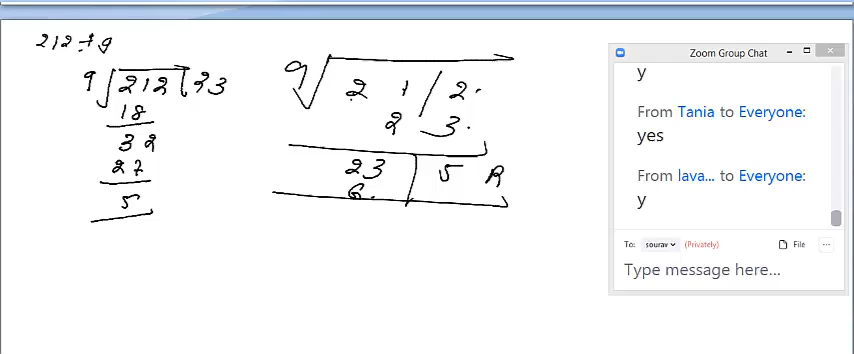 212÷9
9 212 23
18
32
27
5
9 2 1 / 2.
2 3.
23 5 R
6.
Zoom Group Chat
y
From Tania to Everyone:
yes
From lava... to Everyone:
y
To: sourav (Privately) File ...
Type message here...